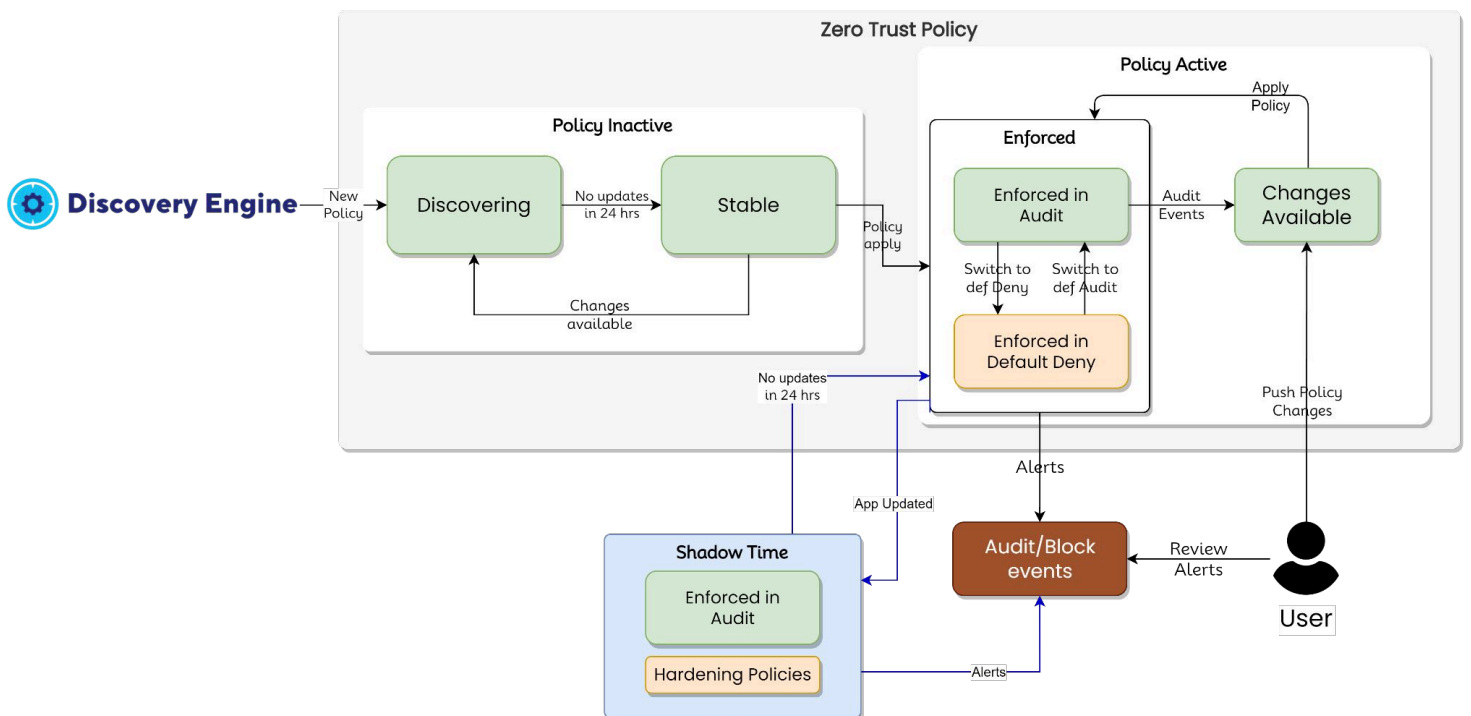 Zero Trust Policy
Policy Active
Apply
Policy
Policy Inactive
Enforced
Discovery Engine
New
Policy
Discovering
No updates
in 24 hrs
Stable
Policy
apply
Changes
available
Enforced in
Audit
Audit
Events
Changes
Available
Switch to
def Deny
Switch to
def Audit
Enforced in
Default Deny
No updates
in 24 hrs
Push Policy
Changes
Alerts
App Updated
Shadow Time
Enforced in
Audit
Hardening Policies
Alerts
Audit/Block
events
Review
Alerts
User